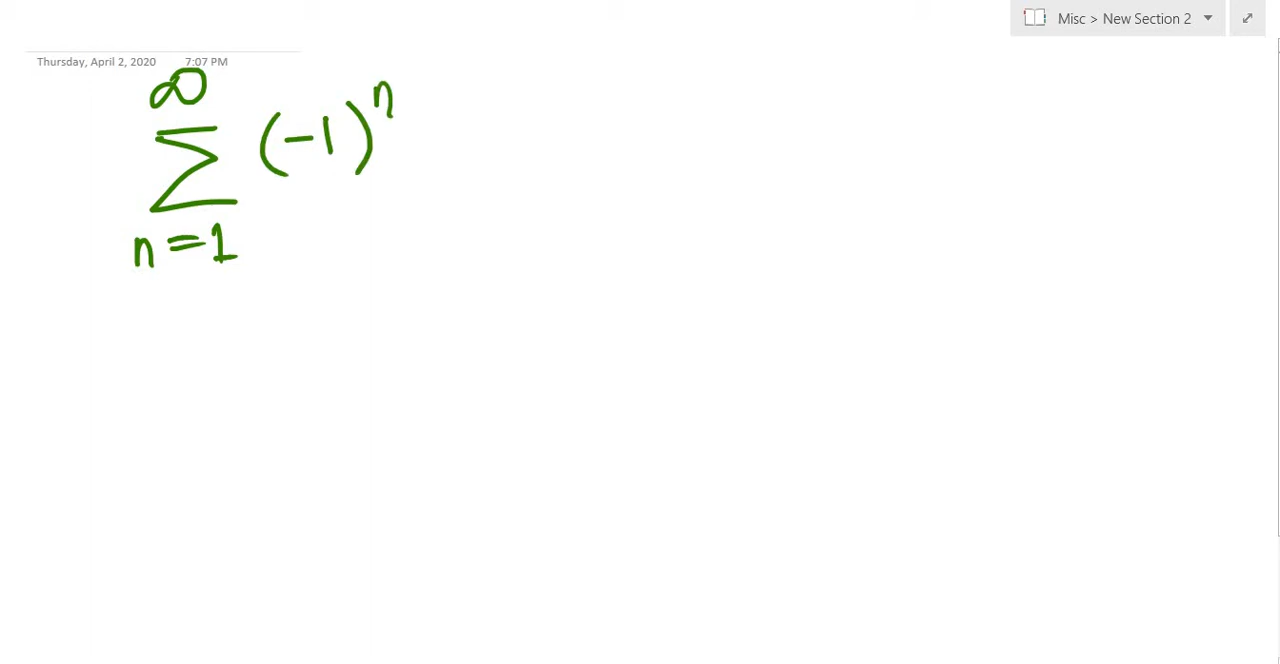 Misc > New Section 2
Thursday, April 2, 2020 7:07 PM
∞
∑ (-1)^n
n=1